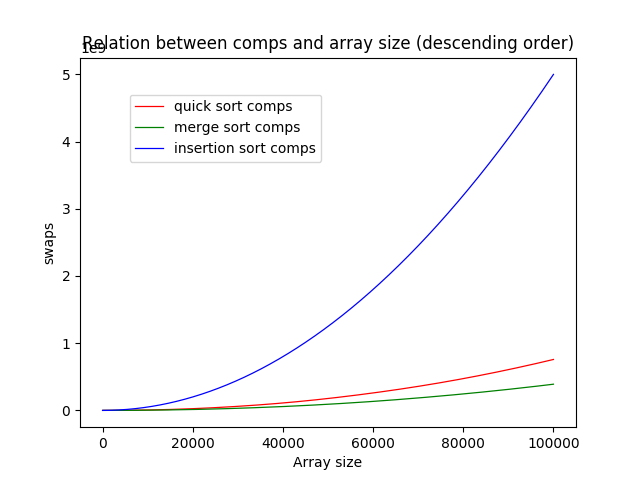 Relation between comps and array size (descending order)
1e9
quick sort comps
merge sort comps
insertion sort comps
5
4
3
2
1
0
swaps
0 20000 40000 60000 80000 100000
Array size